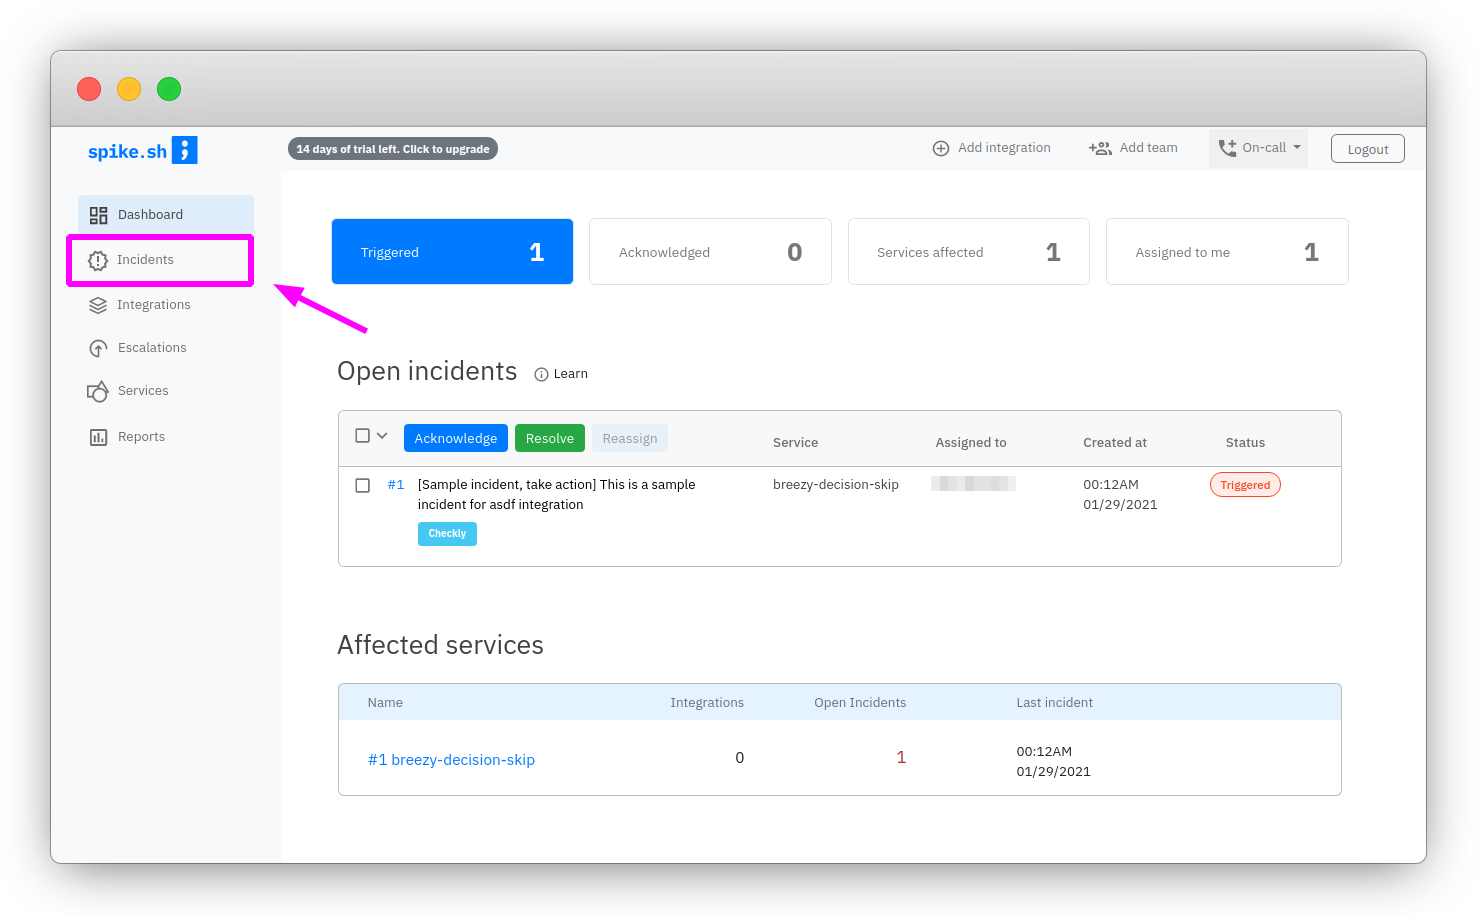 spike.sh
14 days of trial left. Click to upgrade
Add integration
Add team
On-call
Logout
Dashboard
Incidents
Integrations
Escalations
Services
Reports
Triggered 1
Acknowledged 0
Services affected 1
Assigned to me 1
Open incidents Learn
Acknowledge Resolve Reassign Service Assigned to Created at Status
#1 [Sample incident, take action] This is a sample breezy-decision-skip 00:12AM Triggered
incident for asdf integration 01/29/2021
Checkly
Affected services
Name Integrations Open Incidents Last incident
#1 breezy-decision-skip 0 1 00:12AM
01/29/2021